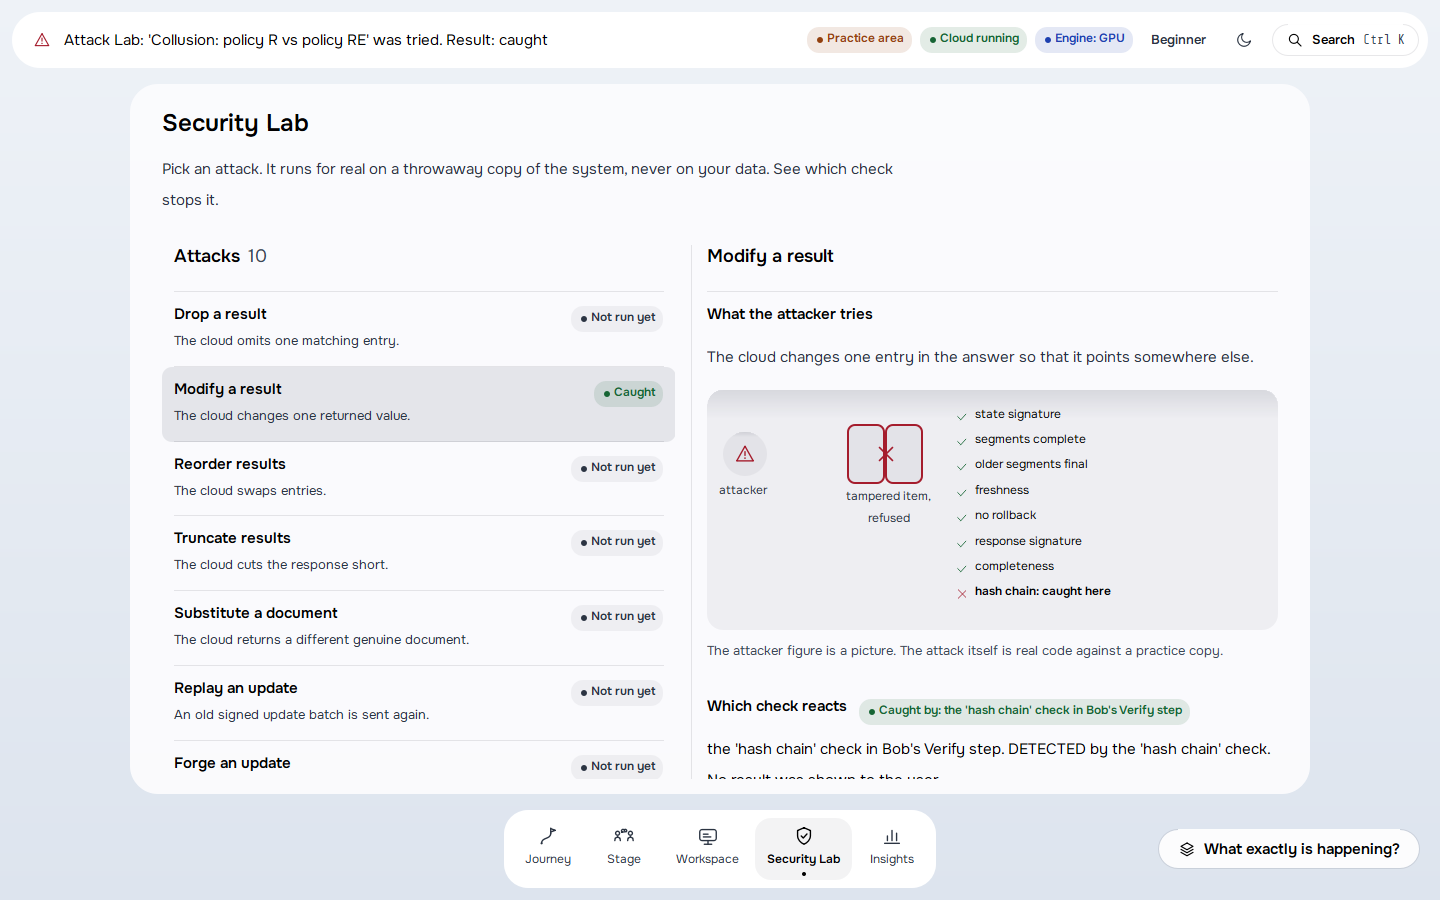 Attack Lab: 'Collusion: policy R vs policy RE' was tried. Result: caught
Practice area
Cloud running
Engine: GPU
Beginner
Search Ctrl K
Security Lab
Pick an attack. It runs for real on a throwaway copy of the system, never on your data. See which check
stops it.
Attacks 10
Drop a result
Not run yet
The cloud omits one matching entry.
Modify a result
Caught
The cloud changes one returned value.
Reorder results
Not run yet
The cloud swaps entries.
Truncate results
Not run yet
The cloud cuts the response short.
Substitute a document
Not run yet
The cloud returns a different genuine document.
Replay an update
Not run yet
An old signed update batch is sent again.
Forge an update
Not run yet
Modify a result
What the attacker tries
The cloud changes one entry in the answer so that it points somewhere else.
attacker
tampered item,
refused
state signature
segments complete
older segments final
freshness
no rollback
response signature
completeness
hash chain: caught here
The attacker figure is a picture. The attack itself is real code against a practice copy.
Which check reacts
Caught by: the 'hash chain' check in Bob's Verify step
the 'hash chain' check in Bob's Verify step. DETECTED by the 'hash chain' check.
No result was shown to the user
Journey
Stage
Workspace
Security Lab
Insights
What exactly is happening?